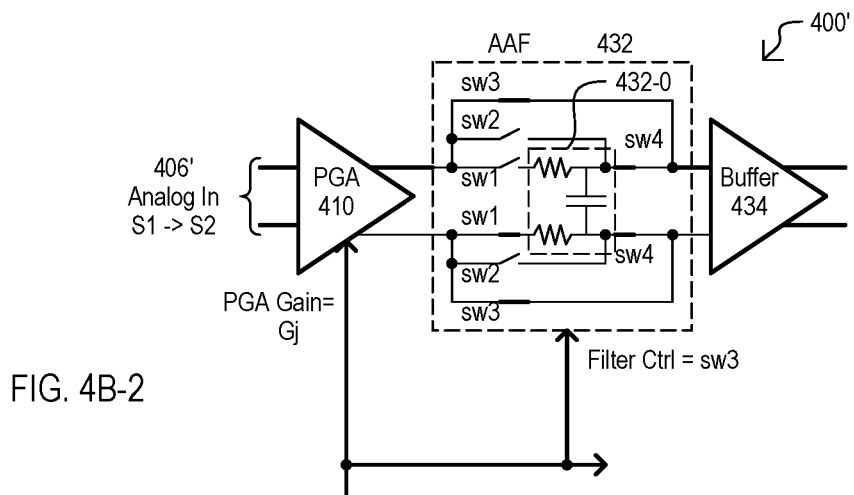 AAF 432
400'
432-0
sw3
sw2
sw4
406'
Analog In
S1 -> S2
PGA
410
sw1
Buffer
434
sw1
sw2
sw4
sw3
PGA Gain=
Gj
Filter Ctrl = sw3
FIG. 4B-2